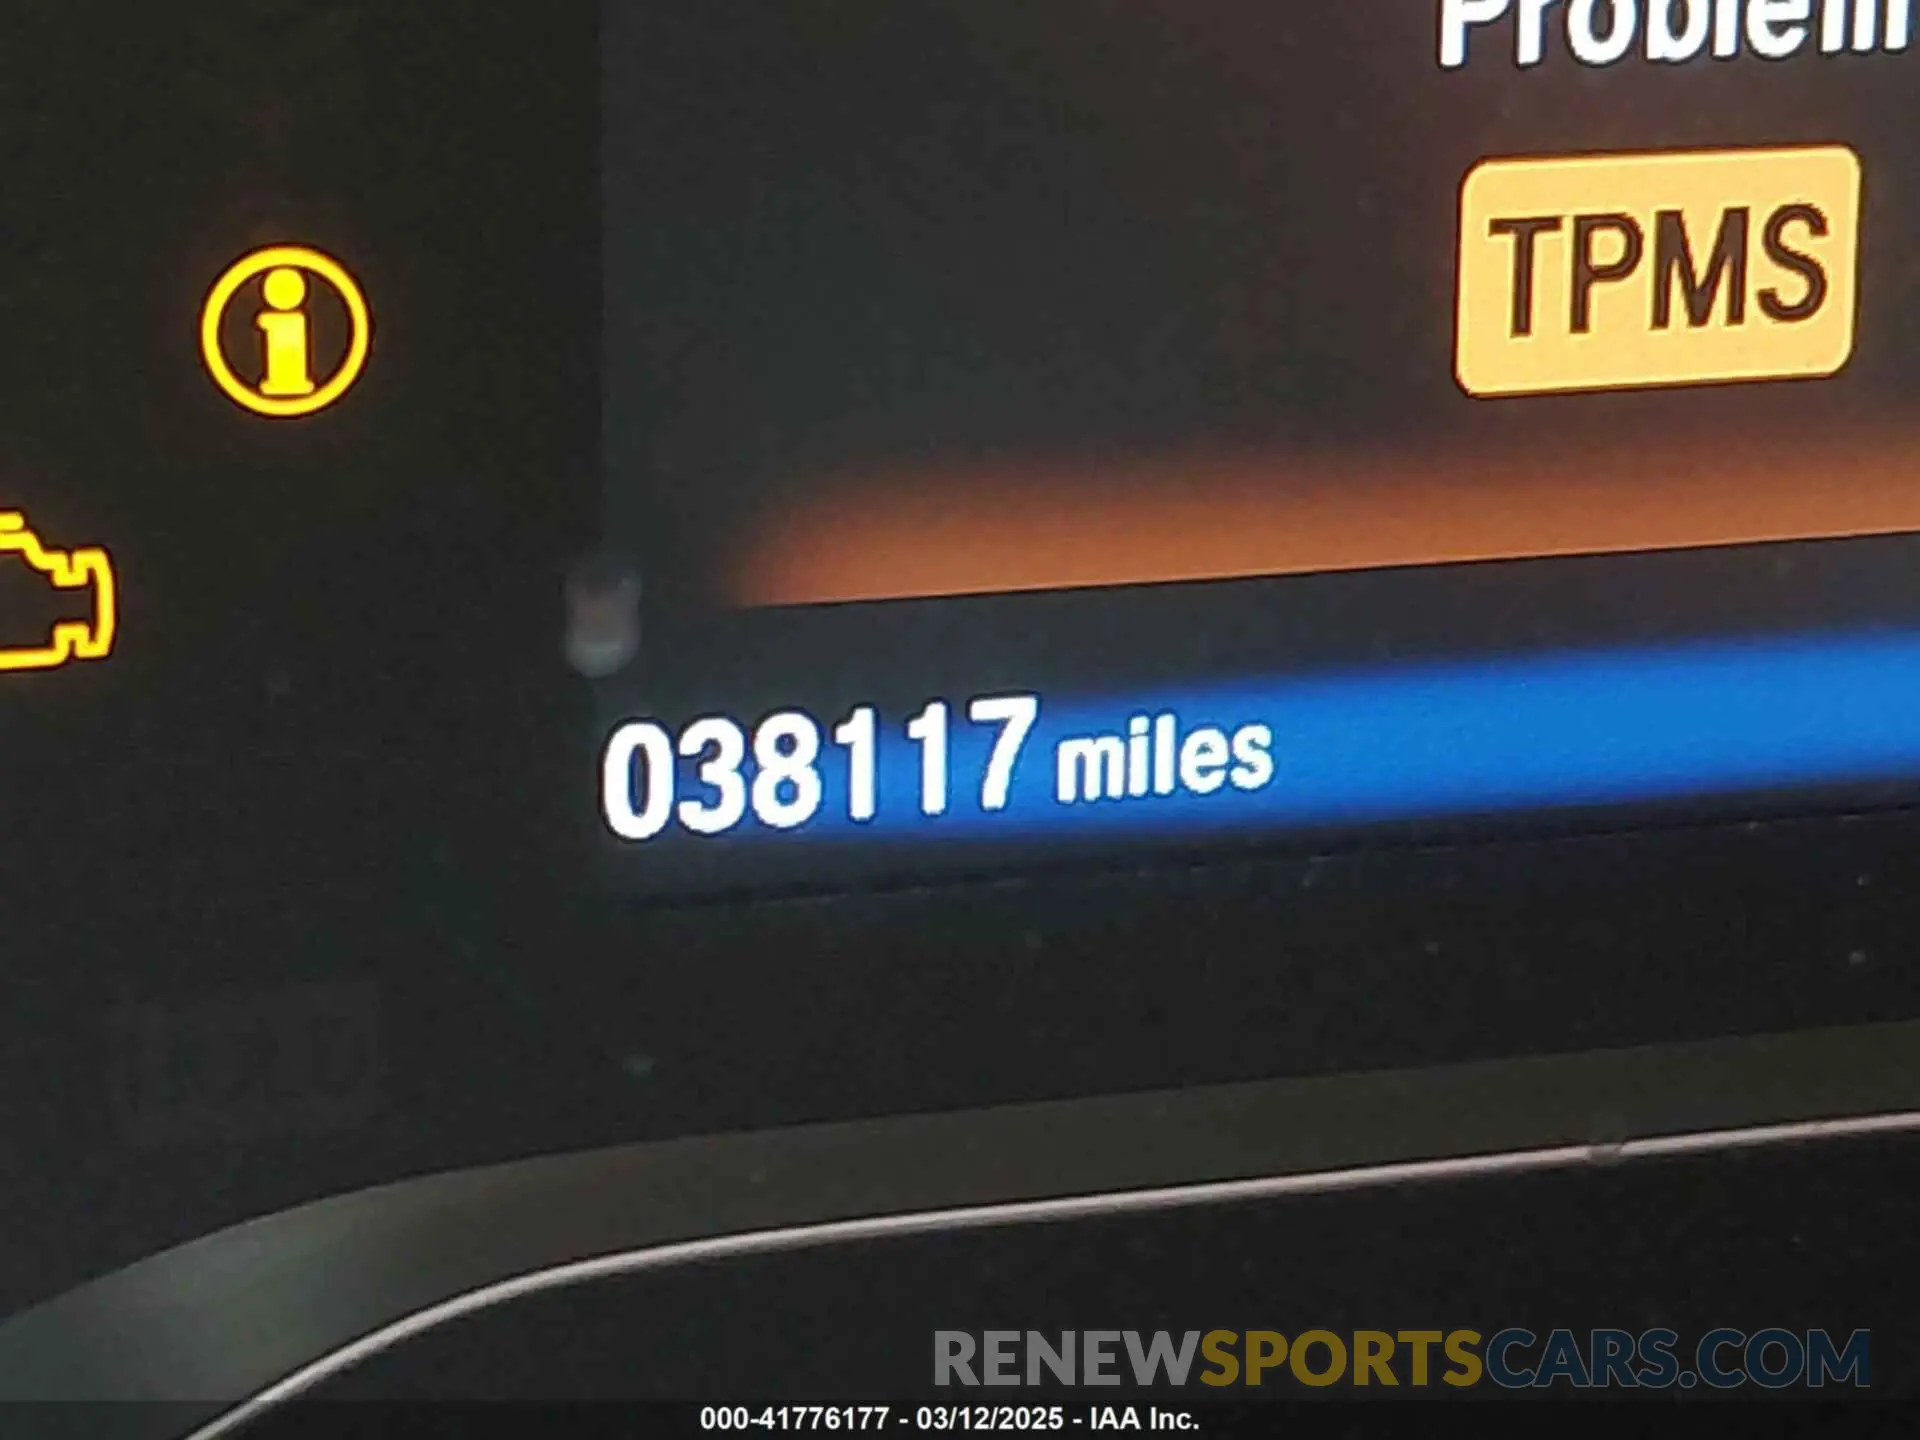 Problem
TPMS
038117 miles
RENEWSPORTSCARS.COM
000-41776177 - 03/12/2025 - IAA Inc.